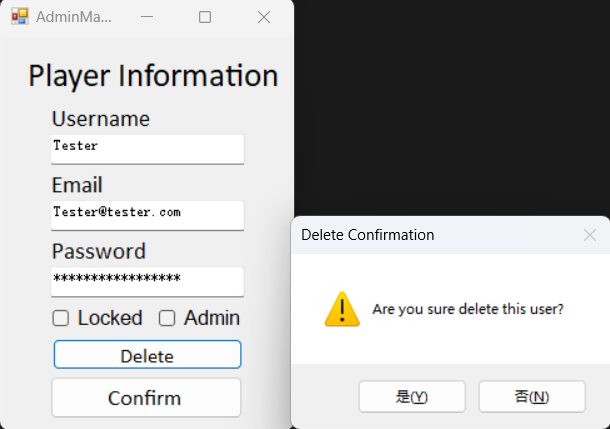 AdminMa...
Player Information
Username
Tester
Email
Tester@tester.com
Password
*****************
Locked
Admin
Delete
Confirm
Delete Confirmation
Are you sure delete this user?
是(Y)
否(N)